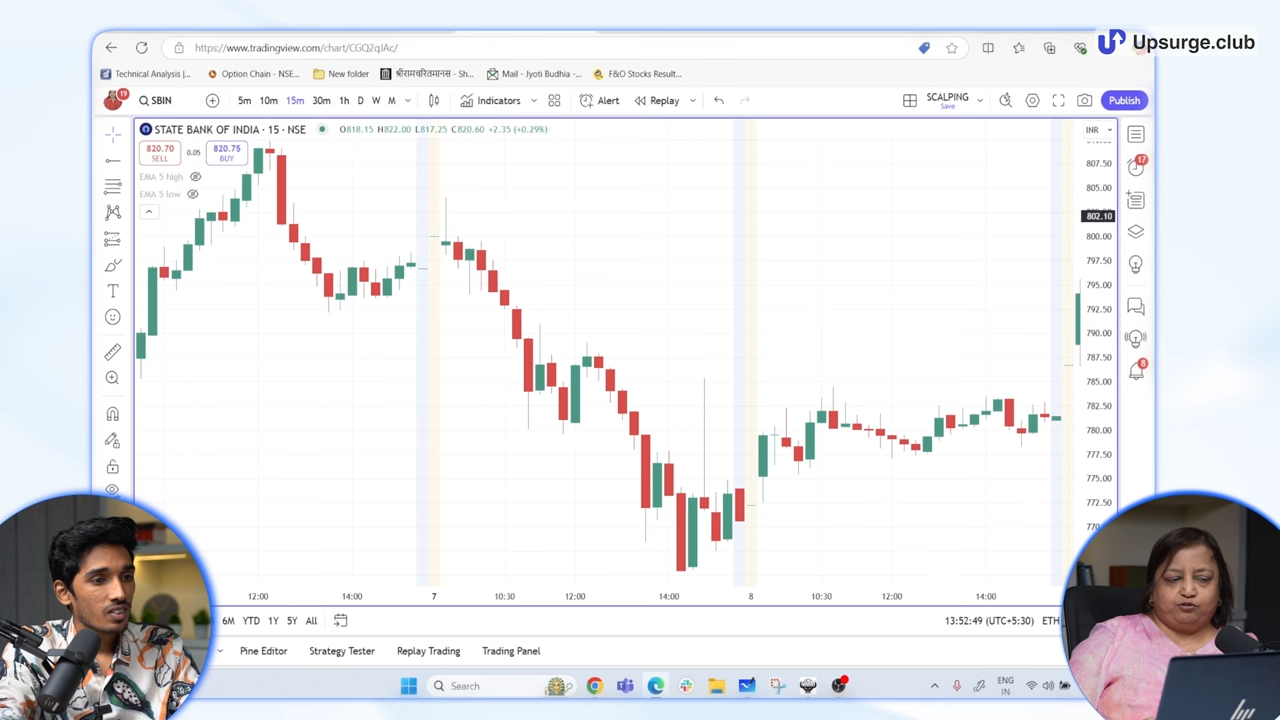 https://www.tradingview.com/chart/CGQ2qJAc/
Upsurge.club
Technical Analysis |...
Option Chain - NSE...
New folder
श्रीरामचरितमानस - Sh...
Mail - Jyoti Budhia -...
F&O Stocks Result...
19
SBIN
5m 10m 15m 30m 1h D W M
Indicators
Alert
Replay
SCALPING
Save
Publish
STATE BANK OF INDIA · 15 · NSE
O818.15 H822.00 L817.25 C820.60 +2.35 (+0.29%)
INR
820.70
SELL
0.05
820.75
BUY
EMA 5 high
EMA 5 low
17
8
807.50
805.00
802.10
800.00
797.50
795.00
792.50
790.00
787.50
785.00
782.50
780.00
777.50
775.00
772.50
12:00 14:00 7 10:30 12:00 14:00 8 10:30 12:00 14:00
6M YTD 1Y 5Y All
13:52:49 (UTC+5:30) ETH
Pine Editor
Strategy Tester
Replay Trading
Trading Panel
Search
ENG
IN
hp